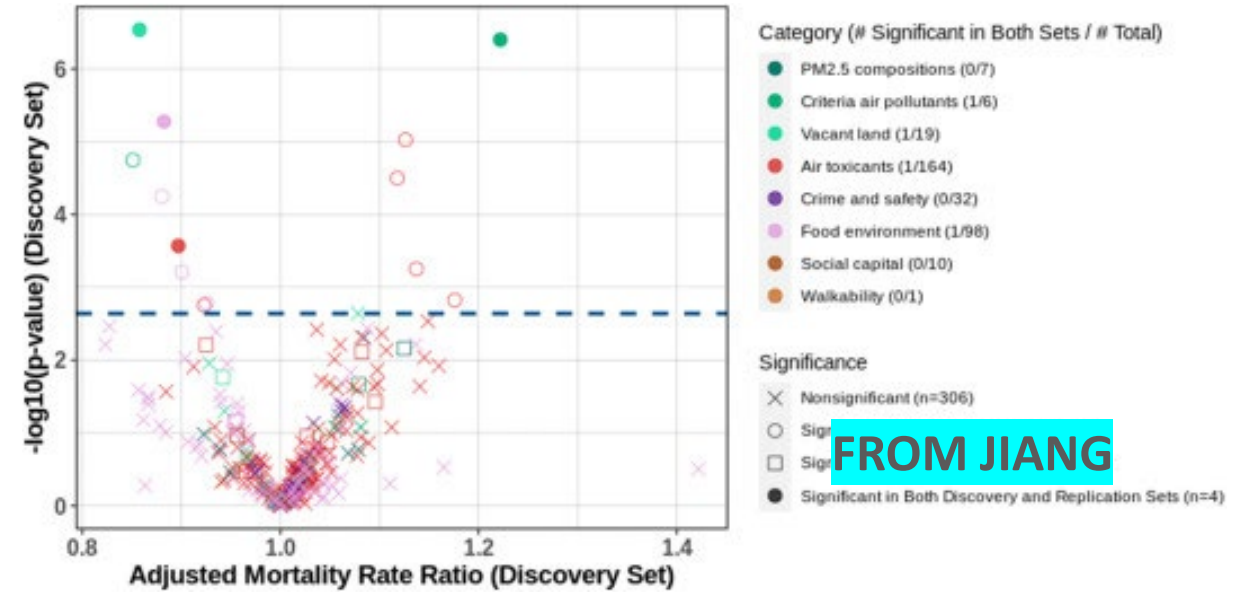 -log10(p-value) (Discovery Set)
6
4
2
0
0.8 1.0 1.2 1.4
Adjusted Mortality Rate Ratio (Discovery Set)
Category (# Significant in Both Sets / # Total)
PM2.5 compositions (0/7)
Criteria air pollutants (1/6)
Vacant land (1/19)
Air toxicants (1/164)
Crime and safety (0/32)
Food environment (1/98)
Social capital (0/10)
Walkability (0/1)
Significance
Nonsignificant (n=306)
FROM JIANG
Significant in Both Discovery and Replication Sets (n=4)